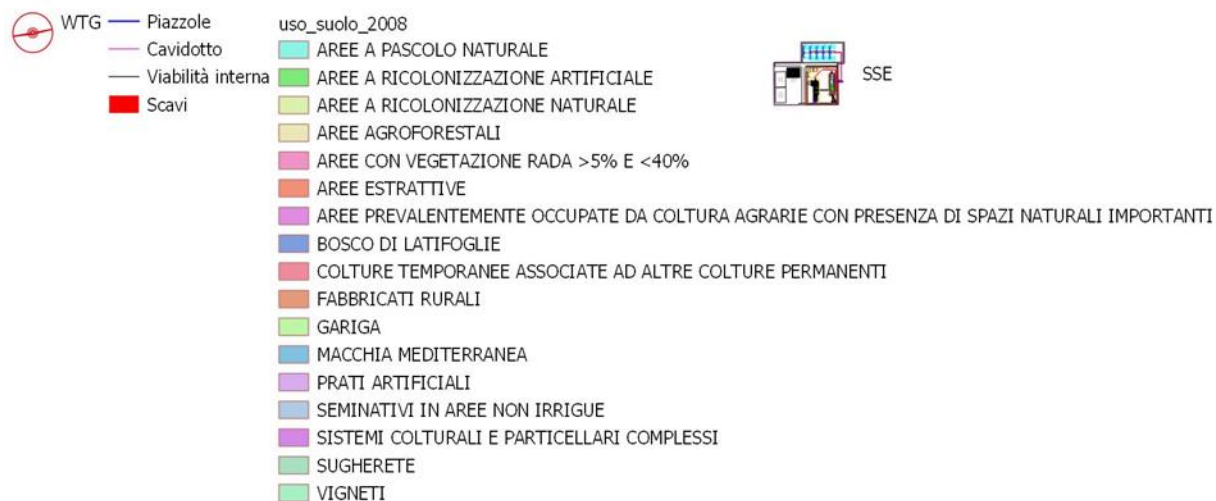 WTG
Piazzole
Cavidotto
Viabilità interna
Scavi
uso_suolo_2008
AREE A PASCOLO NATURALE
AREE A RICOLONIZZAZIONE ARTIFICIALE
AREE A RICOLONIZZAZIONE NATURALE
AREE AGROFORESTALI
AREE CON VEGETAZIONE RADA >5% E <40%
AREE ESTRATTIVE
AREE PREVALENTEMENTE OCCUPATE DA COLTURA AGRARIE CON PRESENZA DI SPAZI NATURALI IMPORTANTI
BOSCO DI LATIFOGLIE
COLTURE TEMPORANEE ASSOCIATE AD ALTRE COLTURE PERMANENTI
FABBRICATI RURALI
GARIGA
MACCHIA MEDITERRANEA
PRATI ARTIFICIALI
SEMINATIVI IN AREE NON IRRIGUE
SISTEMI COLTURALI E PARTICELLARI COMPLESSI
SUGHERETE
VIGNETI
SSE